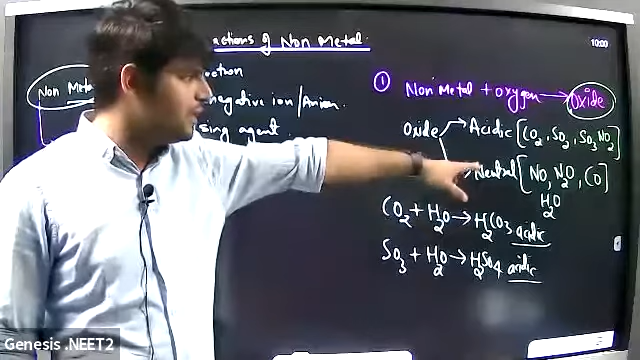 actions of Non Metal
10:00
Non Meta
ction
negative ion/Anion.
sing agent
① Non Metal + oxygen → Oxide
Oxide → Acidic [CO₂, SO₂, SO₃, NO₂]
→ Neutral [NO, N₂O, CO]
H₂O
CO₂ + H₂O → H₂CO₃ acidic
SO₃ + H₂O → H₂SO₄ acidic
Genesis .NEET2